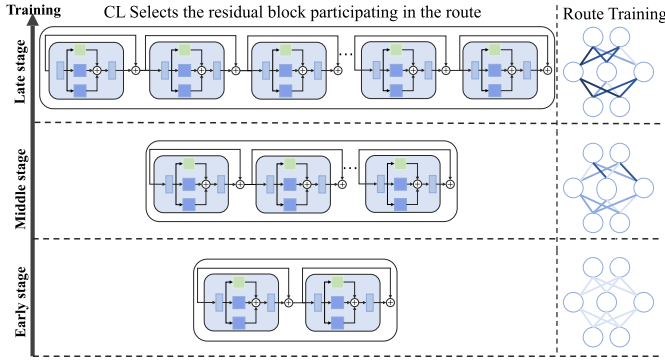 Training
CL Selects the residual block participating in the route
Route Training
Late stage
...
Middle stage
...
Early stage